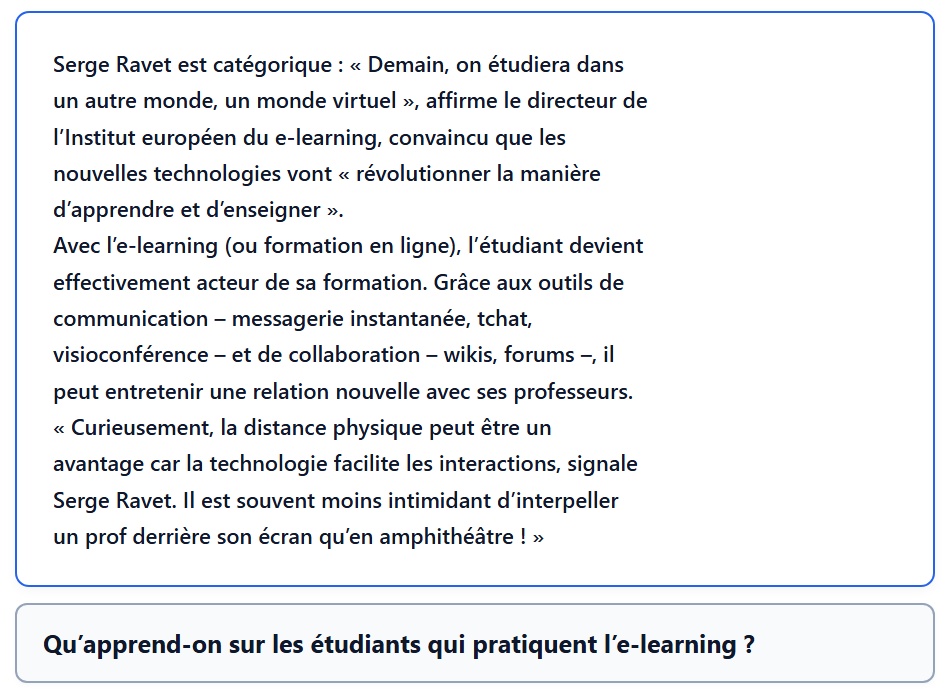 Serge Ravet est catégorique : « Demain, on étudiera dans
un autre monde, un monde virtuel », affirme le directeur de
l’Institut européen du e-learning, convaincu que les
nouvelles technologies vont « révolutionner la manière
d’apprendre et d’enseigner ».
Avec l’e-learning (ou formation en ligne), l’étudiant devient
effectivement acteur de sa formation. Grâce aux outils de
communication – messagerie instantanée, tchat,
visioconférence – et de collaboration – wikis, forums –, il
peut entretenir une relation nouvelle avec ses professeurs.
« Curieusement, la distance physique peut être un
avantage car la technologie facilite les interactions, signale
Serge Ravet. Il est souvent moins intimidant d’interpeller
un prof derrière son écran qu’en amphithéâtre ! »
Qu’apprend-on sur les étudiants qui pratiquent l’e-learning ?